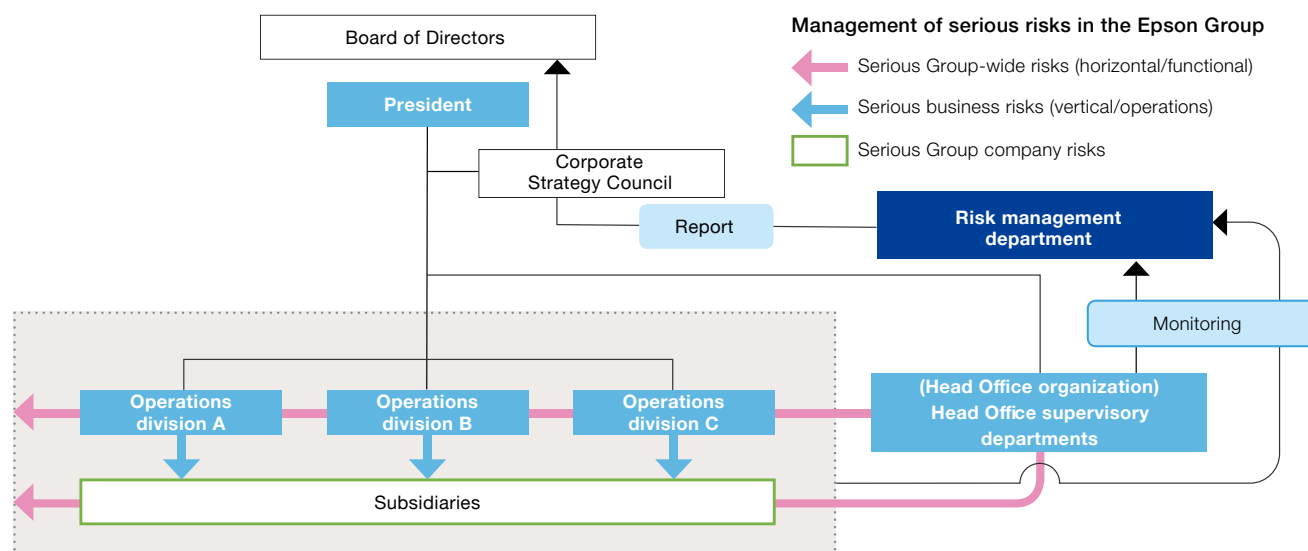 Management of serious risks in the Epson Group
Serious Group-wide risks (horizontal/functional)
Serious business risks (vertical/operations)
Serious Group company risks
Board of Directors
President
Corporate
Strategy Council
Report
Risk management
department
Monitoring
Operations
division A
Operations
division B
Operations
division C
(Head Office organization)
Head Office supervisory
departments
Subsidiaries